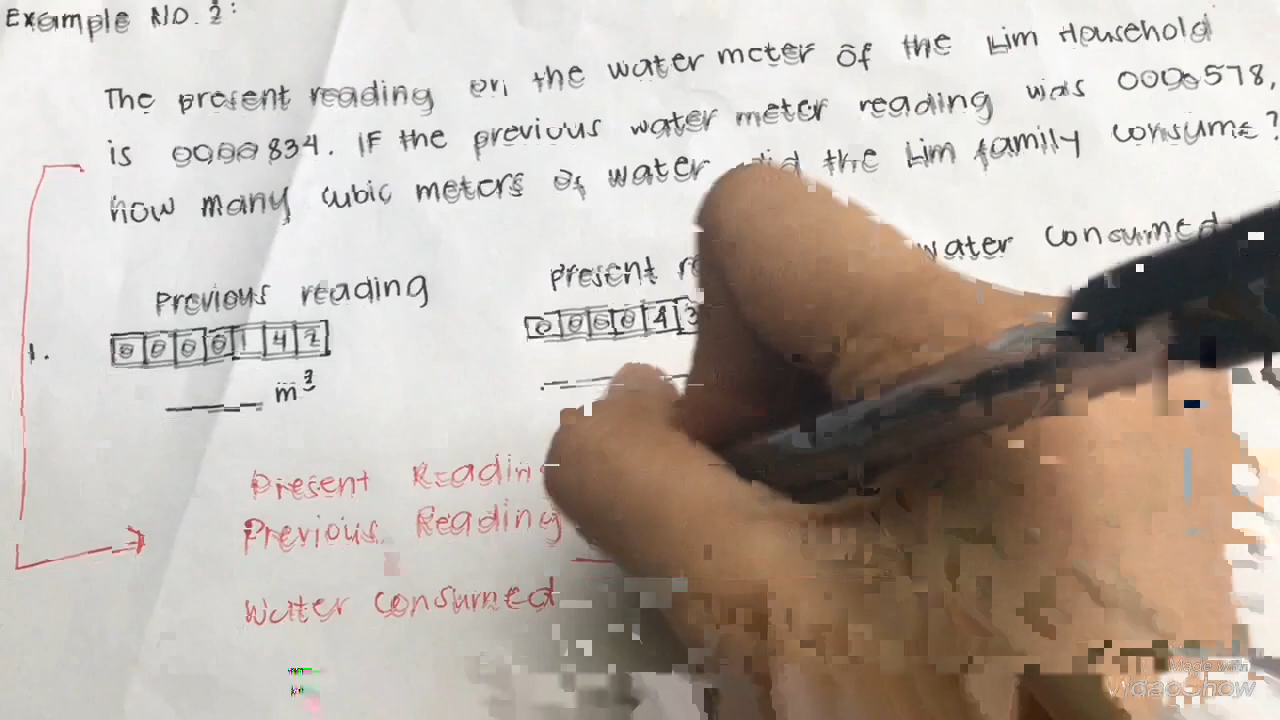 Example No. 2:
The present reading on the water meter of the Lim Household
is 0000834. If the previous water meter reading was 0000578,
how many cubic meters of water did the Lim family consume?
Previous reading present water consumed
1. 0 0 0 0 1 4 2 0 0 0 0 4 3
m³
Present Reading
Previous Reading
Water consumed
Made with
VideoShow